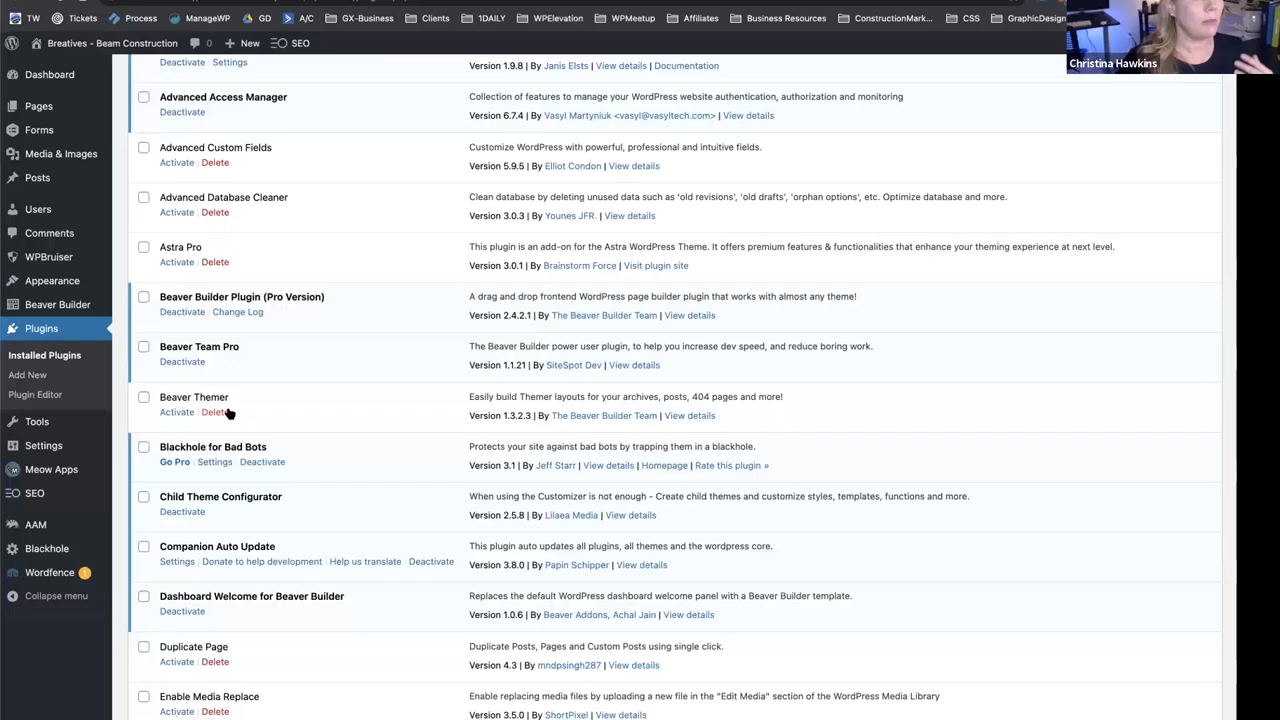 TW Tickets Process ManageWP GD A/C GX-Business Clients 1DAILY WPElevation WPMeetup Affiliates Business Resources ConstructionMark... CSS GraphicDesign
Breatives - Beam Construction 0 New SEO
Christina Hawkins
Dashboard
Pages
Forms
Media & Images
Posts
Users
Comments
WPBruiser
Appearance
Beaver Builder
Plugins
Installed Plugins
Add New
Plugin Editor
Tools
Settings
Meow Apps
SEO
AAM
Blackhole
Wordfence 1
Collapse menu
Deactivate | Settings
Version 1.9.8 | By Janis Elsts | View details | Documentation
Advanced Access Manager
Deactivate
Collection of features to manage your WordPress website authentication, authorization and monitoring
Version 6.7.4 | By Vasyl Martyniuk <vasyl@vasyltech.com> | View details
Advanced Custom Fields
Activate | Delete
Customize WordPress with powerful, professional and intuitive fields.
Version 5.9.5 | By Elliot Condon | View details
Advanced Database Cleaner
Activate | Delete
Clean database by deleting unused data such as 'old revisions', 'old drafts', 'orphan options', etc. Optimize database and more.
Version 3.0.3 | By Younes JFR. | View details
Astra Pro
Activate | Delete
This plugin is an add-on for the Astra WordPress Theme. It offers premium features & functionalities that enhance your theming experience at next level.
Version 3.0.1 | By Brainstorm Force | Visit plugin site
Beaver Builder Plugin (Pro Version)
Deactivate | Change Log
A drag and drop frontend WordPress page builder plugin that works with almost any theme!
Version 2.4.2.1 | By The Beaver Builder Team | View details
Beaver Team Pro
Deactivate
The Beaver Builder power user plugin, to help you increase dev speed, and reduce boring work.
Version 1.1.21 | By SiteSpot Dev | View details
Beaver Themer
Activate | Delete
Easily build Themer layouts for your archives, posts, 404 pages and more!
Version 1.3.2.3 | By The Beaver Builder Team | View details
Blackhole for Bad Bots
Go Pro | Settings | Deactivate
Protects your site against bad bots by trapping them in a blackhole.
Version 3.1 | By Jeff Starr | View details | Homepage | Rate this plugin »
Child Theme Configurator
Deactivate
When using the Customizer is not enough - Create child themes and customize styles, templates, functions and more.
Version 2.5.8 | By Lilaea Media | View details
Companion Auto Update
Settings | Donate to help development | Help us translate | Deactivate
This plugin auto updates all plugins, all themes and the wordpress core.
Version 3.8.0 | By Papin Schipper | View details
Dashboard Welcome for Beaver Builder
Deactivate
Replaces the default WordPress dashboard welcome panel with a Beaver Builder template.
Version 1.0.6 | By Beaver Addons, Achal Jain | View details
Duplicate Page
Activate | Delete
Duplicate Posts, Pages and Custom Posts using single click.
Version 4.3 | By mndpsingh287 | View details
Enable Media Replace
Activate | Delete
Enable replacing media files by uploading a new file in the "Edit Media" section of the WordPress Media Library
Version 3.5.0 | By ShortPixel | View details